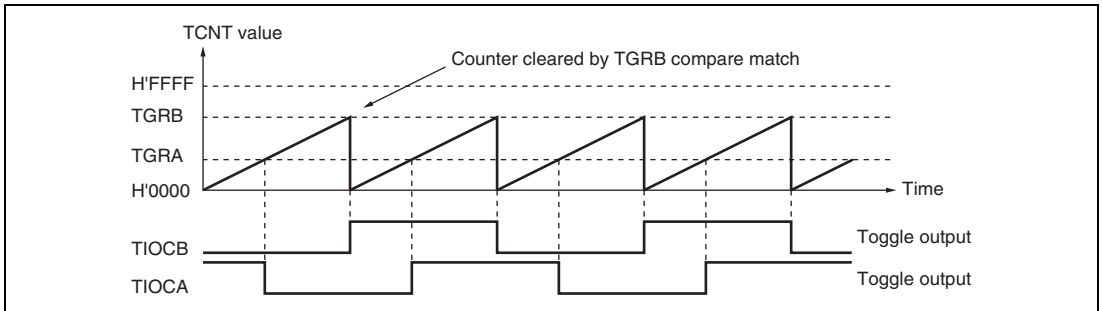 TCNT value
Counter cleared by TGRB compare match
H'FFFF
TGRB
TGRA
H'0000
Time
TIOCB
Toggle output
TIOCA
Toggle output